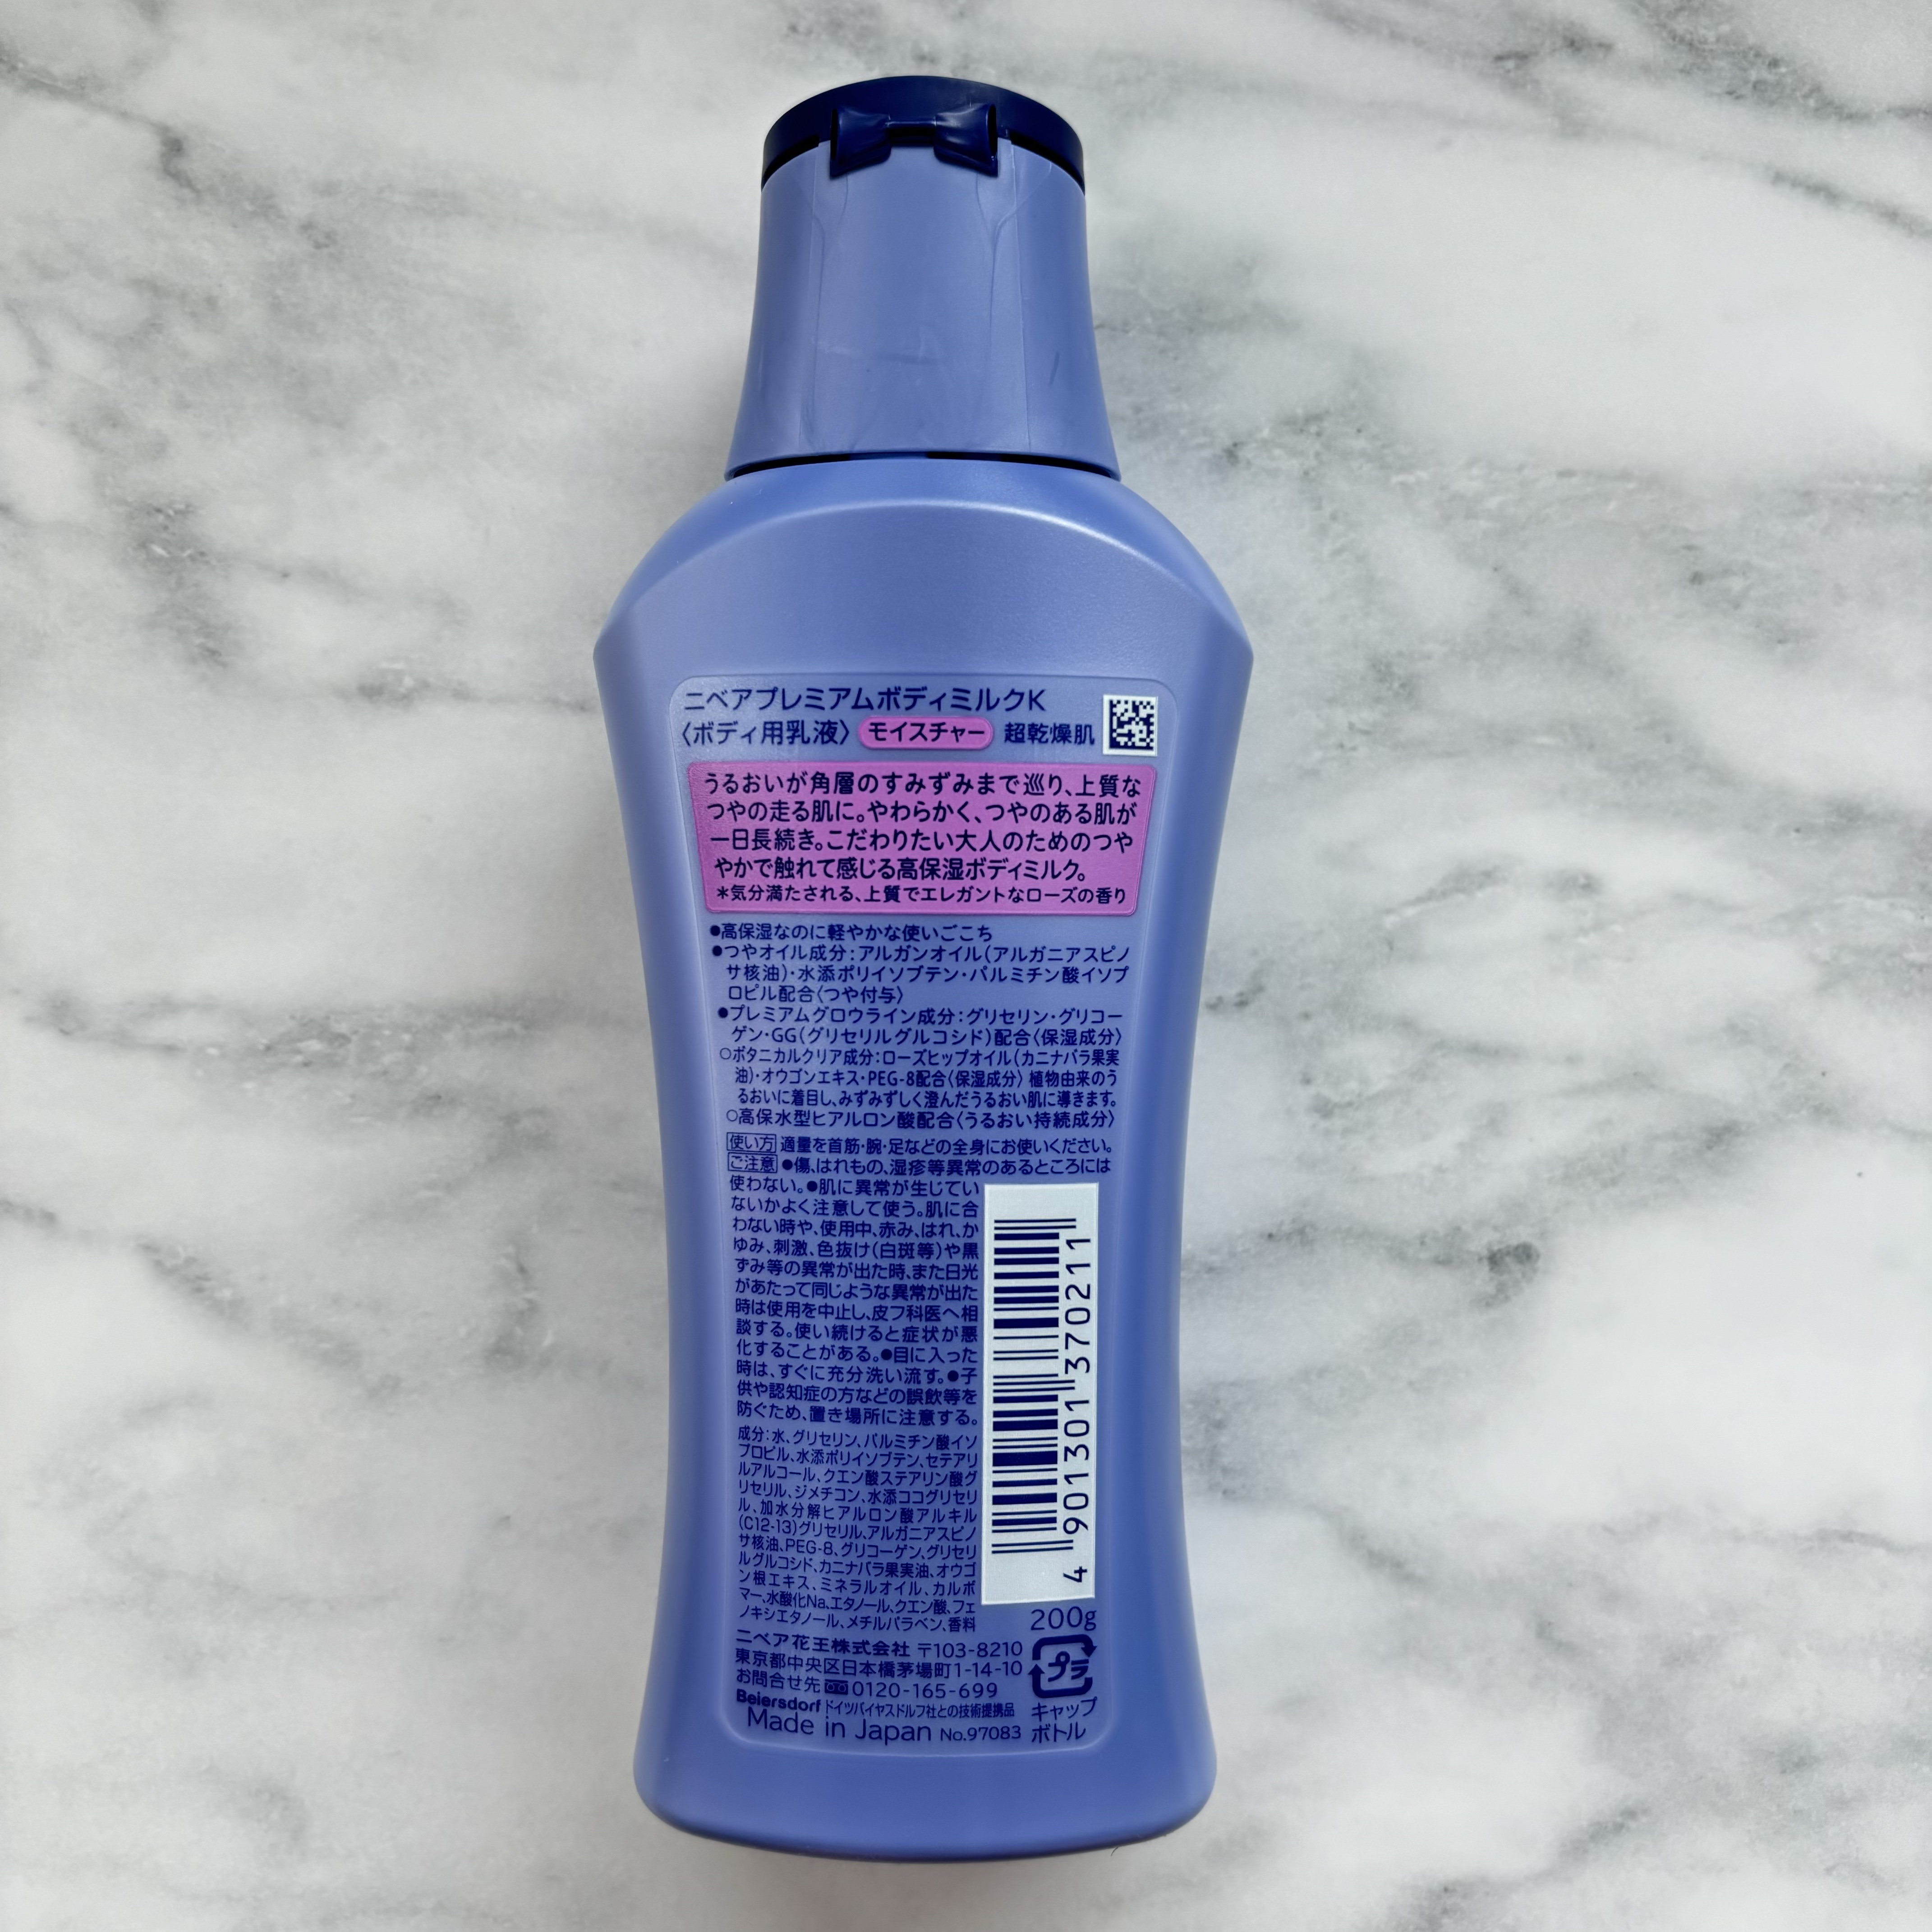 ニベアプレミアムボディミルクK
〈ボディ用乳液〉 モイスチャー 超乾燥肌
うるおいが角層のすみずみまで巡り、上質な
つやの走る肌に。やわらかく、つやのある肌が
一日長続き。こだわりたい大人のためのつや
やかで触れて感じる高保湿ボディミルク。
*気分満たされる、上質でエレガントなローズの香り
●高保湿なのに軽やかな使いごこち
●つやオイル成分:アルガンオイル(アルガニアスピノ
サ核油)・水添ポリイソブテン・パルミチン酸イソプ
ロピル配合〈つや付与〉
●プレミアムグロウライン成分:グリセリン・グリコー
ゲン・GG(グリセリルグルコシド)配合〈保湿成分〉
○ボタニカルクリア成分:ローズヒップオイル(カニナバラ果実
油)・オウゴンエキス・PEG-8配合〈保湿成分〉 植物由来のう
るおいに着目し、みずみずしく澄んだうるおい肌に導きます。
○高保水型ヒアルロン酸配合〈うるおい持続成分〉
使い方 適量を首筋・腕・足などの全身にお使いください。
ご注意 ●傷、はれもの、湿疹等異常のあるところには
使わない。●肌に異常が生じてい
ないかよく注意して使う。肌に合
わない時や、使用中、赤み、はれ、か
ゆみ、刺激、色抜け(白斑等)や黒
ずみ等の異常が出た時、また日光
があたって同じような異常が出た
時は使用を中止し、皮フ科医へ相
談する。使い続けると症状が悪
化することがある。●目に入った
時は、すぐに充分洗い流す。●子
供や認知症の方などの誤飲等を
防ぐため、置き場所に注意する。
成分:水、グリセリン、パルミチン酸イソ
プロピル、水添ポリイソブテン、セテアリ
ルアルコール、クエン酸ステアリン酸グ
リセリル、ジメチコン、水添ココグリセリ
ル、加水分解ヒアルロン酸アルキル
(C12-13)グリセリル、アルガニアスピノ
サ核油、PEG-8、グリコーゲン、グリセリ
ルグルコシド、カニナバラ果実油、オウゴ
ン根エキス、ミネラルオイル、カルボ
マー、水酸化Na、エタノール、クエン酸、フェ
ノキシエタノール、メチルパラベン、香料
4 901301 370211
200g
ニベア花王株式会社 〒103-8210
東京都中央区日本橋茅場町1-14-10
お問合せ先 0120-165-699
Beiersdorf ドイツバイヤスドルフ社との技術提携品
Made in Japan No.97083
プラ
キャップ
ボトル